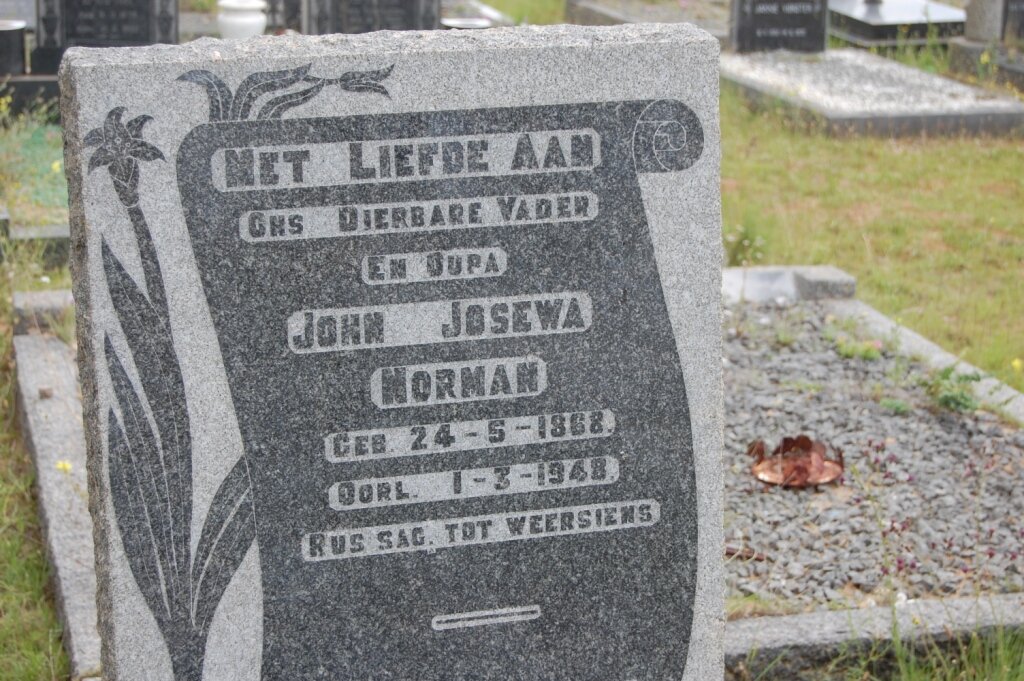 MET LIEFDE AAN
ONS DIERBARE VADER
EN OUPA
JOHN JOSEWA
NORMAN
GEB. 24-5-1868.
OORL. 1-3-1948
RUS SAG. TOT WEERSIENS